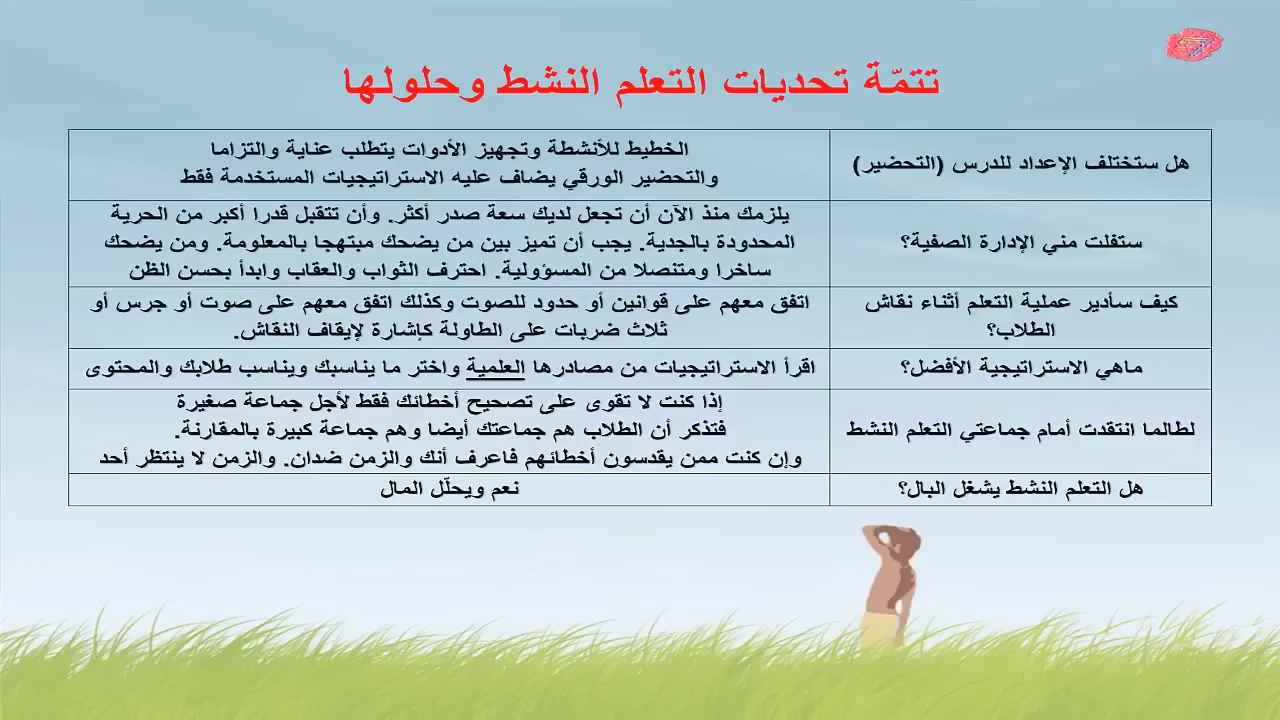 تتمّة تحديات التعلم النشط وحلولها
هل ستختلف الإعداد للدرس (التحضير)
الخطيط للأنشطة وتجهيز الأدوات يتطلب عناية والتزاما
والتحضير الورقي يضاف عليه الاستراتيجيات المستخدمة فقط
ستفلت مني الإدارة الصفية؟
يلزمك منذ الآن أن تجعل لديك سعة صدر أكثر. وأن تتقبل قدرا أكبر من الحرية
المحدودة بالجدية. يجب أن تميز بين من يضحك مبتهجا بالمعلومة. ومن يضحك
ساخرا ومتنصلا من المسؤولية. احترف الثواب والعقاب وابدأ بحسن الظن
كيف سأدير عملية التعلم أثناء نقاش
الطلاب؟
اتفق معهم على قوانين أو حدود للصوت وكذلك اتفق معهم على صوت أو جرس أو
ثلاث ضربات على الطاولة كإشارة لإيقاف النقاش.
ماهي الاستراتيجية الأفضل؟
اقرأ الاستراتيجيات من مصادرها العلمية واختر ما يناسبك ويناسب طلابك والمحتوى
لطالما انتقدت أمام جماعتي التعلم النشط
إذا كنت لا تقوى على تصحيح أخطائك فقط لأجل جماعة صغيرة
فتذكر أن الطلاب هم جماعتك أيضا وهم جماعة كبيرة بالمقارنة.
وإن كنت ممن يقدسون أخطائهم فاعرف أنك والزمن ضدان. والزمن لا ينتظر أحد
هل التعلم النشط يشغل البال؟
نعم ويحلّل المال